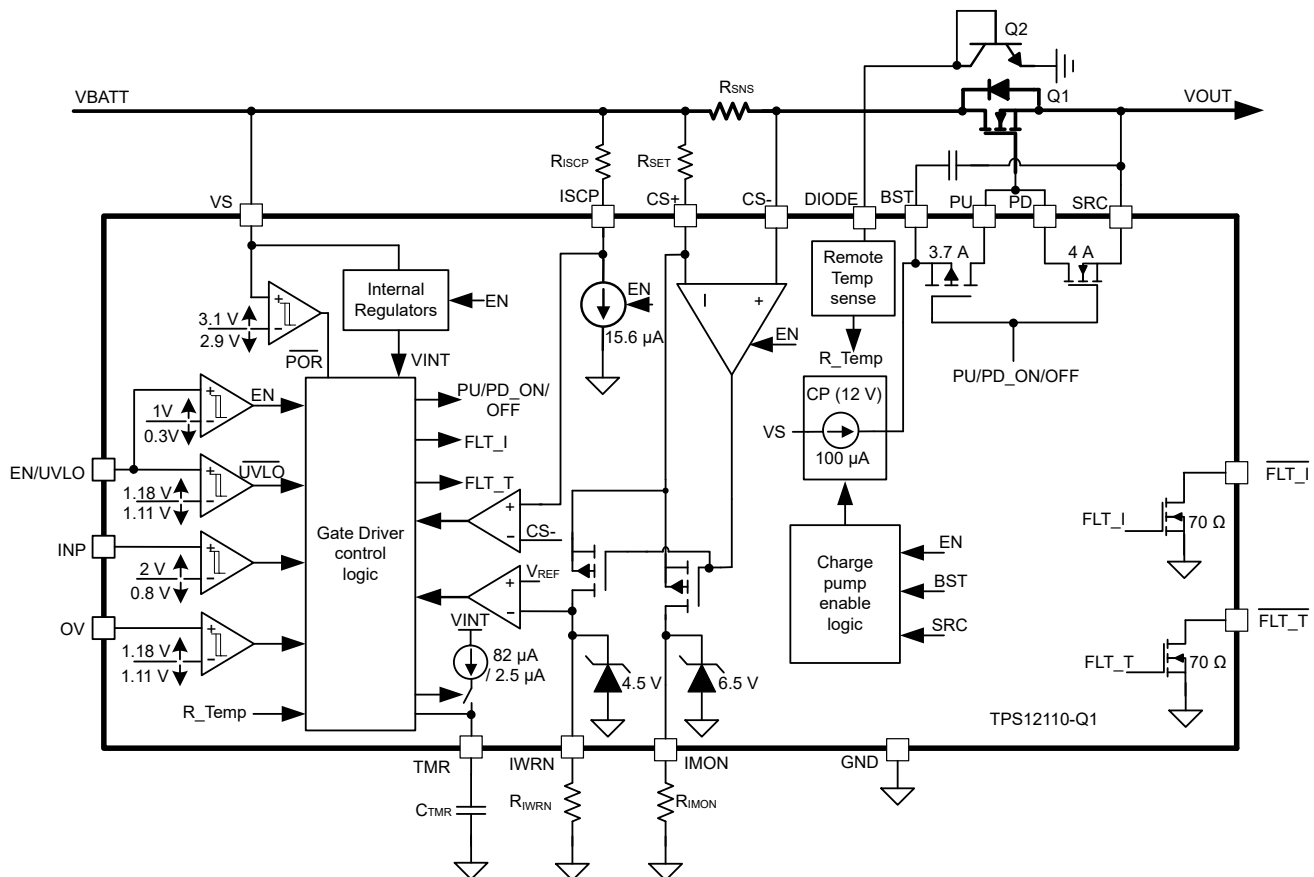 Q2
RSNS
VBATT
Q1
VOUT
RISCP
RSET
VS
ISCP
CS+
CS-
DIODE
BST
PU
PD
SRC
3.7 A
4 A
Remote
Temp
sense
Internal
Regulators
EN
EN
15.6 µA
I
+
EN
R_Temp
+
−
3.1 V
2.9 V
POR
VINT
PU/PD_ON/OFF
PU/PD_ON/
OFF
CP (12 V)
VS
100 µA
+
−
EN
1V
0.3V
FLT_I
EN/UVLO
+
−
UVLO
1.18 V
1.11 V
FLT_T
FLT_I
FLT_I
70 Ω
+
−
CS-
Gate Driver
control
logic
INP
+
−
2 V
0.8 V
Charge
pump
enable
logic
EN
BST
SRC
VREF
+
−
OV
+
−
1.18 V
1.11 V
VINT
82 µA
/ 2.5 µA
4.5 V
6.5 V
FLT_T
FLT_T
70 Ω
R_Temp
TPS12110-Q1
TMR
IWRN
IMON
GND
CTMR
RIWRN
RIMON